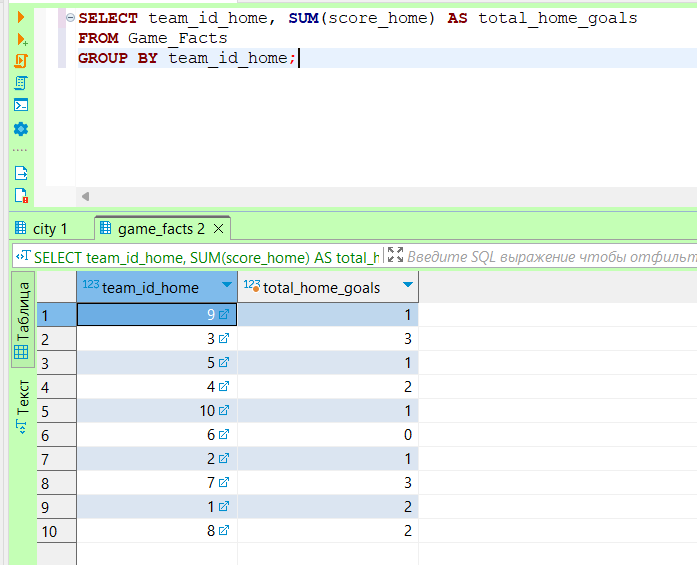 SELECT team_id_home, SUM(score_home) AS total_home_goals
FROM Game_Facts
GROUP BY team_id_home;
city 1
game_facts 2
SELECT team_id_home, SUM(score_home) AS total_h
Введите SQL выражение чтобы отфильт
Таблица
Текст
123 team_id_home 123 total_home_goals
1 9 1
2 3 3
3 5 1
4 4 2
5 10 1
6 6 0
7 2 1
8 7 3
9 1 2
10 8 2